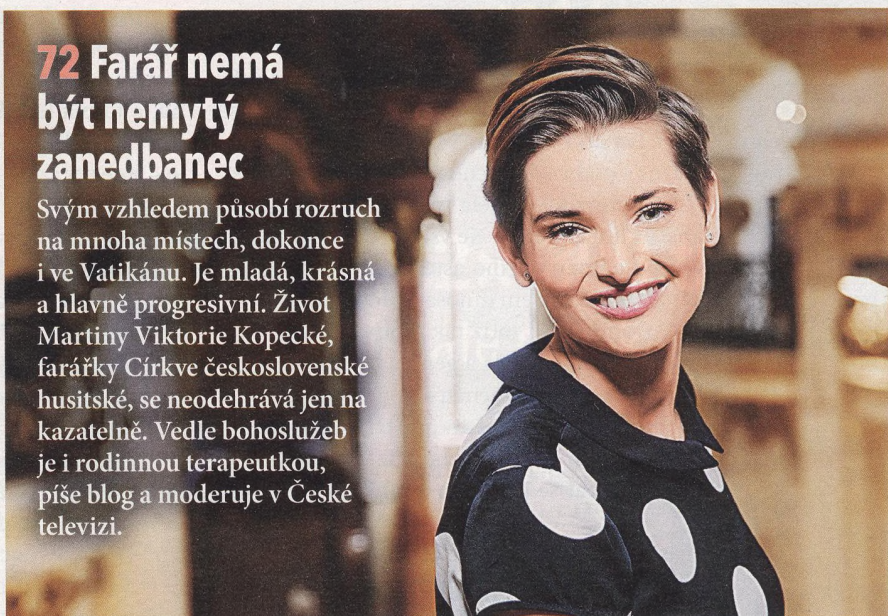 72 Farář nemá
být nemytý
zanedbanec
Svým vzhledem působí rozruch
na mnoha místech, dokonce
i ve Vatikánu. Je mladá, krásná
a hlavně progresivní. Život
Martiny Viktorie Kopecké,
farářky Církve československé
husitské, se neodehrává jen na
kazatelně. Vedle bohoslužeb
je i rodinnou terapeutkou,
píše blog a moderuje v České
televizi.